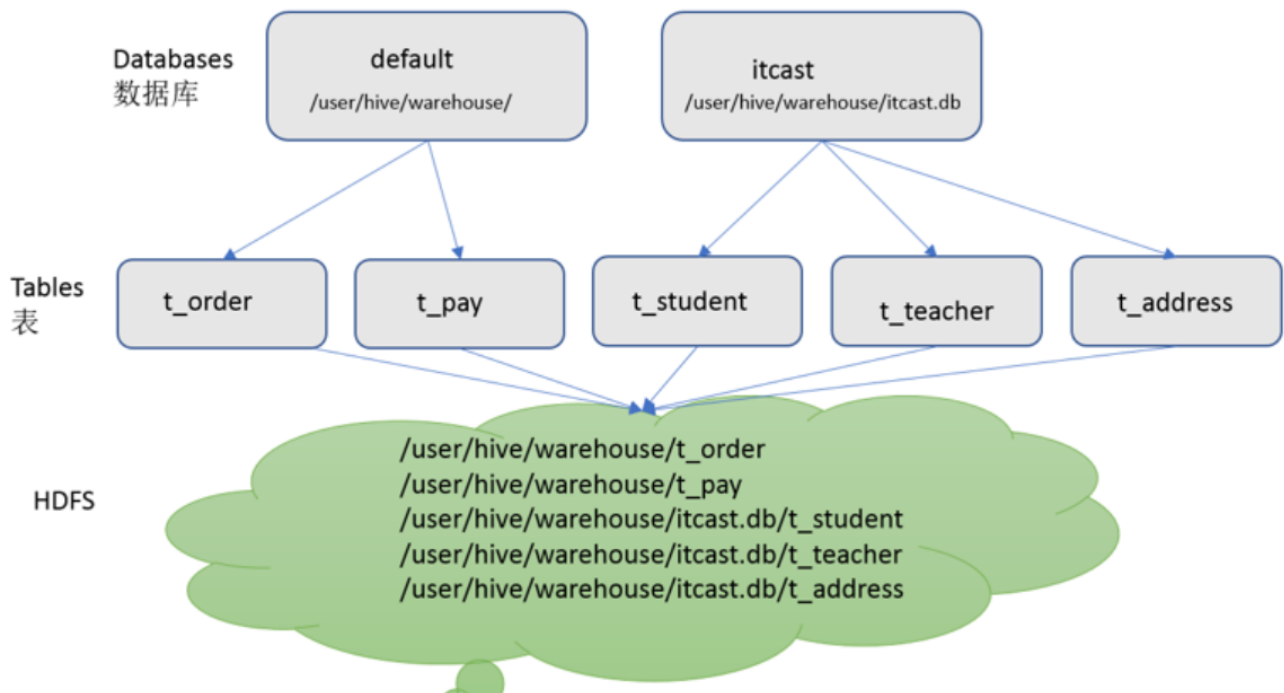 Databases
数据库
default
/user/hive/warehouse/
itcast
/user/hive/warehouse/itcast.db
Tables
表
t_order
t_pay
t_student
t_teacher
t_address
HDFS
/user/hive/warehouse/t_order
/user/hive/warehouse/t_pay
/user/hive/warehouse/itcast.db/t_student
/user/hive/warehouse/itcast.db/t_teacher
/user/hive/warehouse/itcast.db/t_address